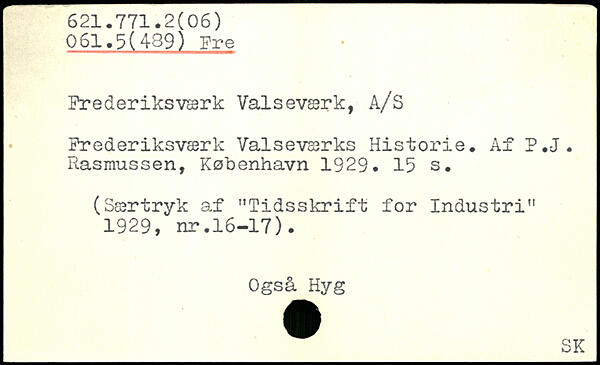 621.771.2(06)
061.5(489) Fre
Frederiksværk Valseværk, A/S
Frederiksværk Valseværks Historie. Af P.J.
Rasmussen, København 1929. 15 s.
(Særtryk af "Tidsskrift for Industri"
1929, nr.16-17).
Også Hyg
SK